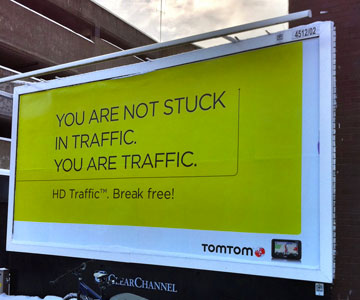 4512/02
YOU ARE NOT STUCK
IN TRAFFIC.
YOU ARE TRAFFIC.
HD Traffic™. Break free!
TOMTOM
CLEARCHANNEL